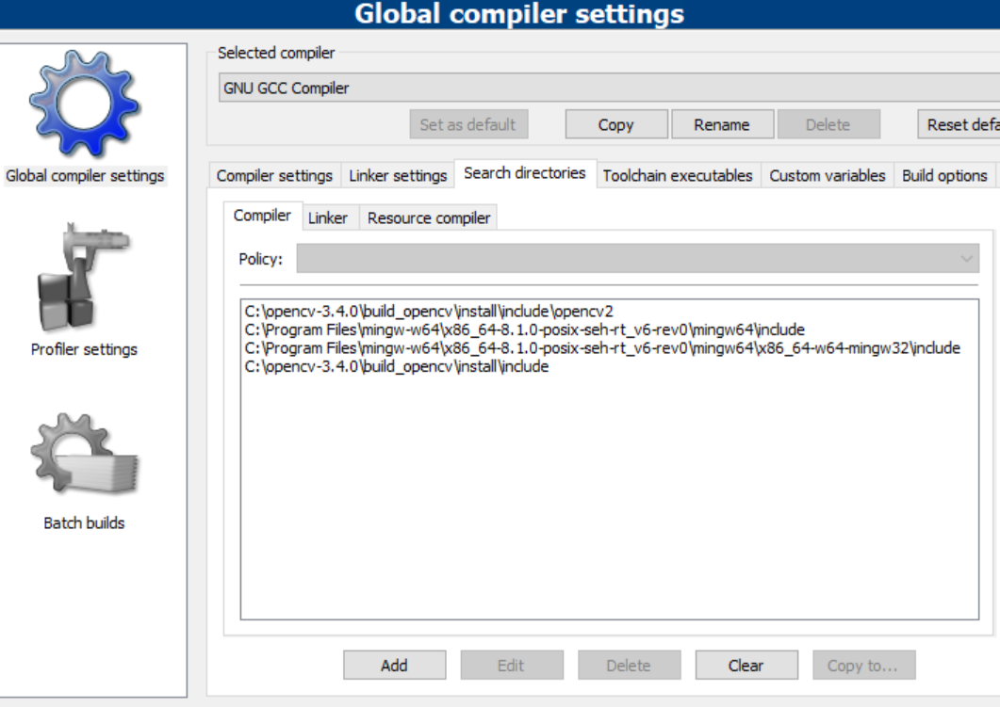 Global compiler settings
Global compiler settings
Profiler settings
Batch builds
Selected compiler
GNU GCC Compiler
Set as default Copy Rename Delete Reset defa
Compiler settings Linker settings Search directories Toolchain executables Custom variables Build options
Compiler Linker Resource compiler
Policy:
C:\opencv-3.4.0\build_opencv\install\include\opencv2
C:\Program Files\mingw-w64\x86_64-8.1.0-posix-seh-rt_v6-rev0\mingw64\include
C:\Program Files\mingw-w64\x86_64-8.1.0-posix-seh-rt_v6-rev0\mingw64\x86_64-w64-mingw32\include
C:\opencv-3.4.0\build_opencv\install\include
Add Edit Delete Clear Copy to...